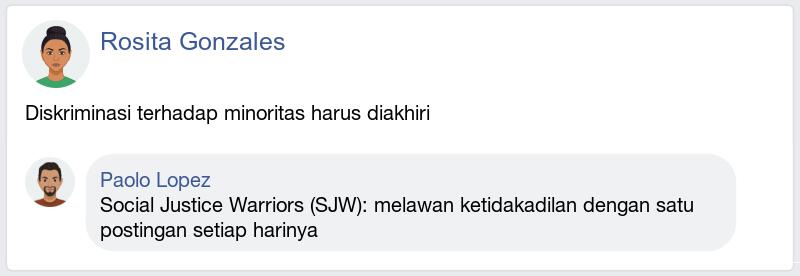 Rosita Gonzales
Diskriminasi terhadap minoritas harus diakhiri
Paolo Lopez
Social Justice Warriors (SJW): melawan ketidakadilan dengan satu
postingan setiap harinya